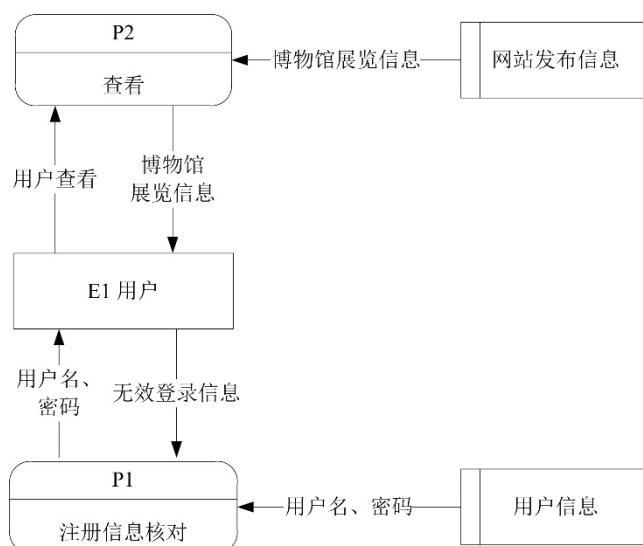 P2
查看
博物馆展览信息
网站发布信息
用户查看
博物馆
展览信息
E1 用户
用户名、
密码
无效登录信息
P1
注册信息核对
用户名、密码
用户信息